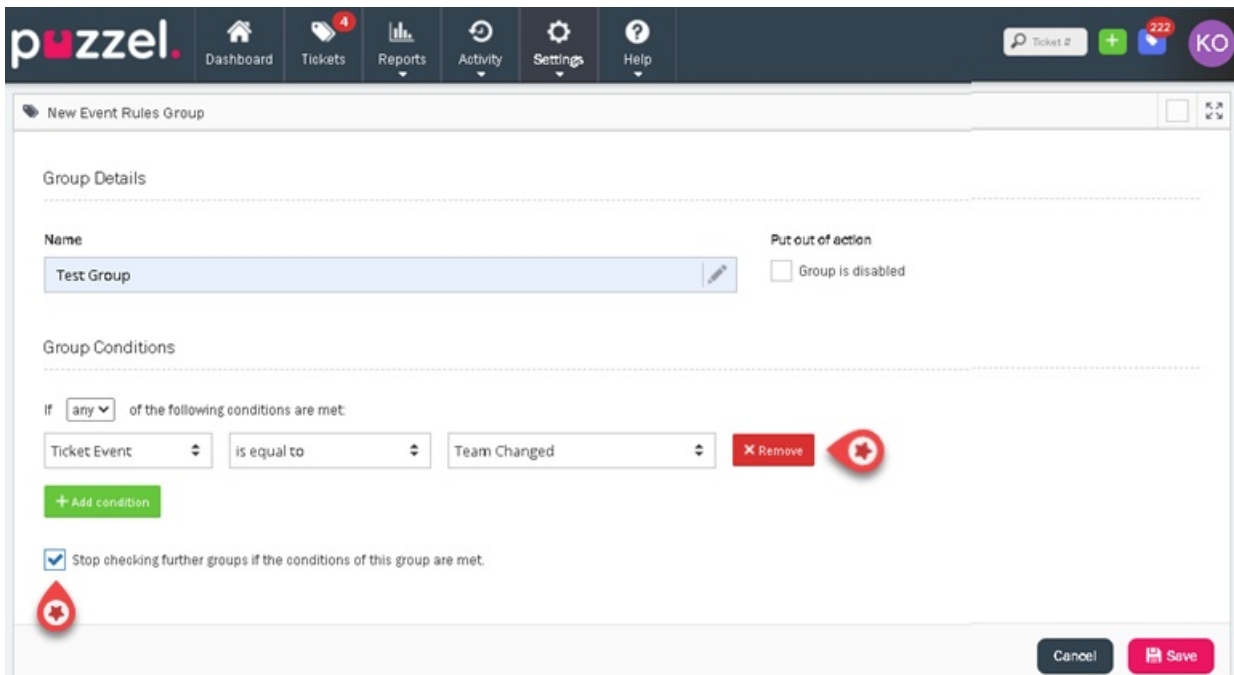 puzzel.
Dashboard
Tickets
4
Reports
Activity
Settings
Help
Ticket #
222
KO
New Event Rules Group
Group Details
Name
Put out of action
Test Group
Group is disabled
Group Conditions
If any of the following conditions are met:
Ticket Event is equal to Team Changed Remove
Add condition
Stop checking further groups if the conditions of this group are met.
Cancel Save